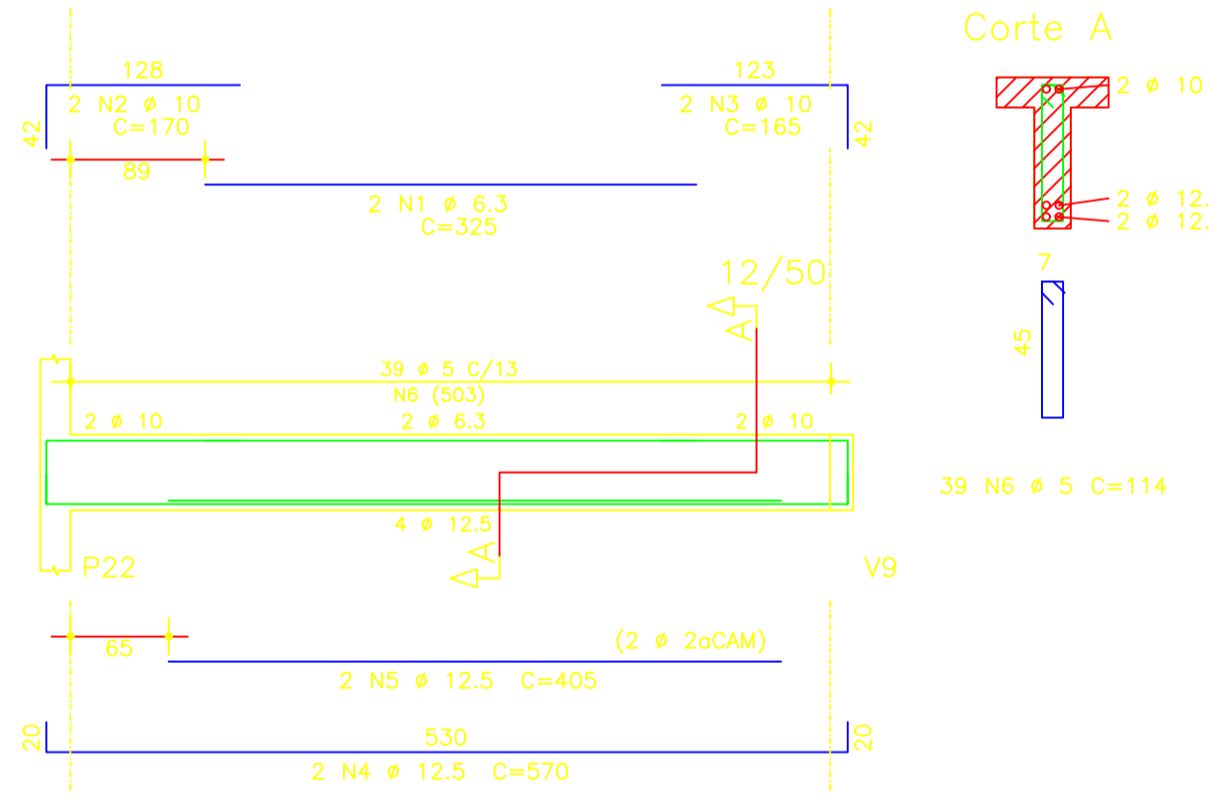 Corte A
128
123
2 N2 ø 10
C=170
2 N3 ø 10
C=165
42
42
2 ø 10
89
2 N1 ø 6.3
C=325
2 ø 12.
2 ø 12.
12/50
7
A
45
39 ø 5 C/13
N6 (503)
2 ø 10
2 ø 6.3
2 ø 10
39 N6 ø 5 C=114
4 ø 12.5
A
P22
V9
65
(2 ø 2aCAM)
2 N5 ø 12.5 C=405
20
530
20
2 N4 ø 12.5 C=570